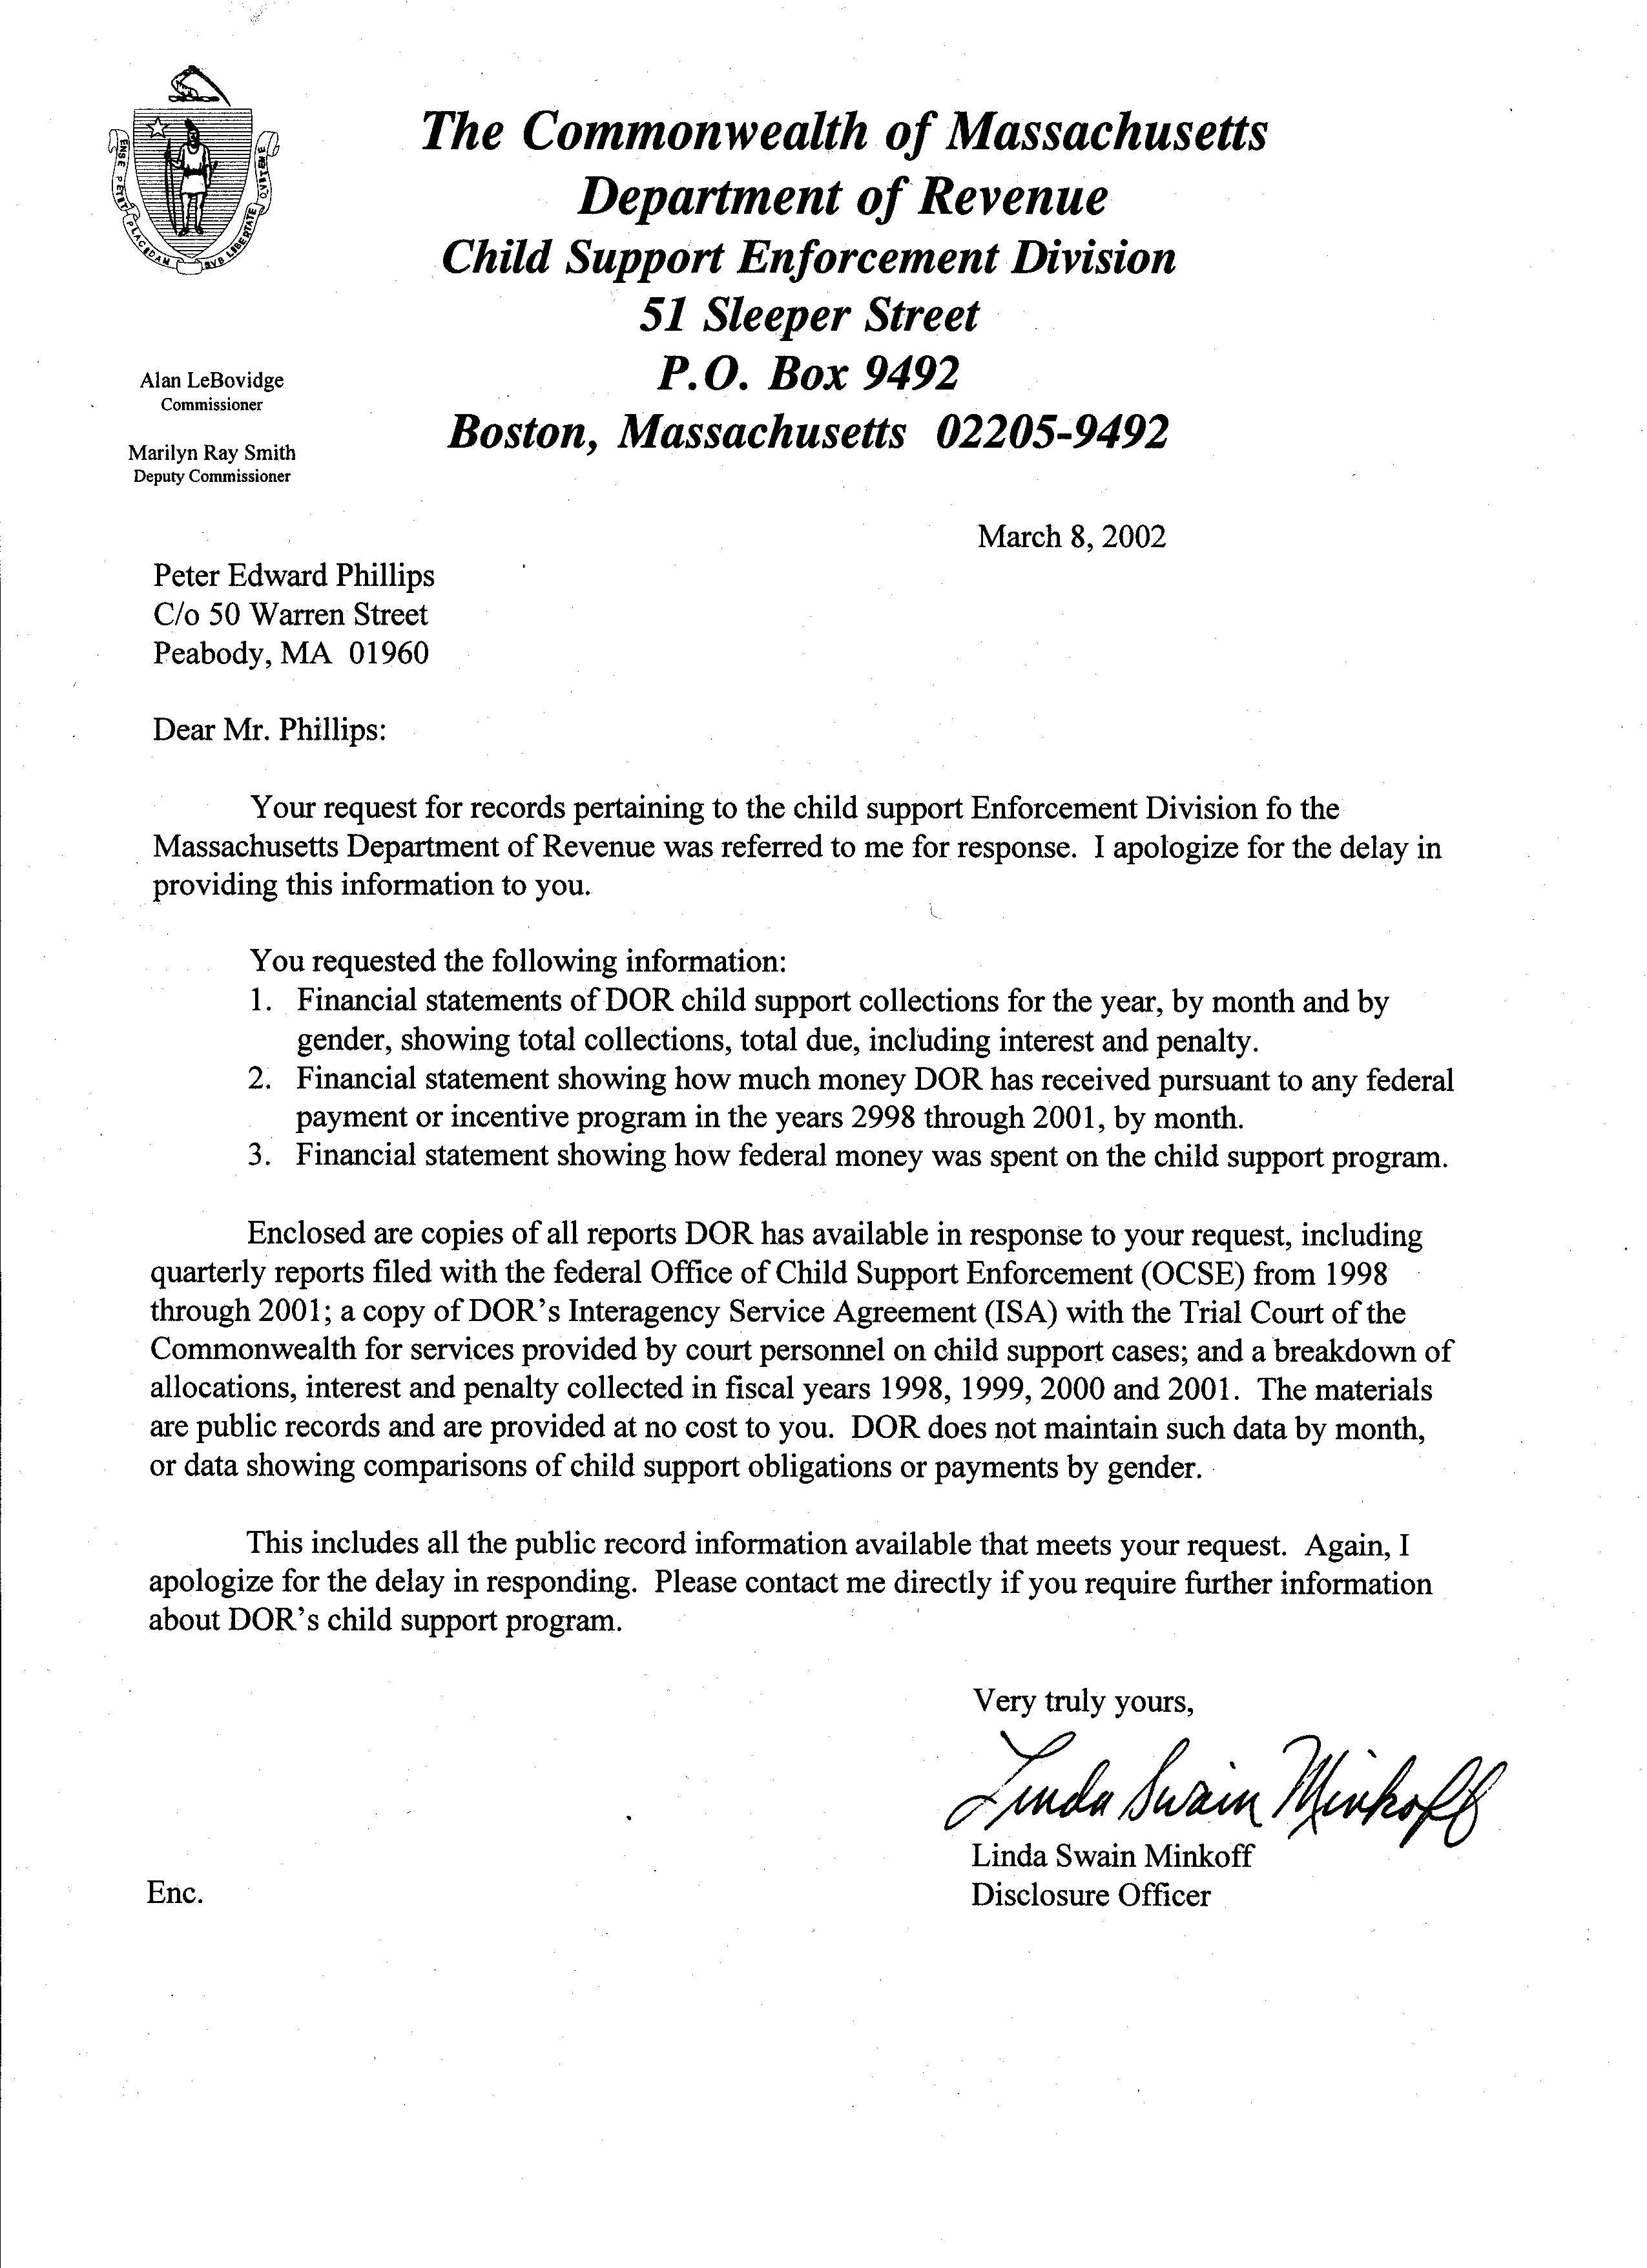 The Commonwealth of Massachusetts
Department of Revenue
Child Support Enforcement Division
51 Sleeper Street
P.O. Box 9492
Boston, Massachusetts 02205-9492
ENSE PETIT PLACIDAM SVB LIBERTATE QVIETEM
Alan LeBovidge
Commissioner
Marilyn Ray Smith
Deputy Commissioner
March 8, 2002
Peter Edward Phillips
C/o 50 Warren Street
Peabody, MA 01960
Dear Mr. Phillips:
Your request for records pertaining to the child support Enforcement Division fo the
Massachusetts Department of Revenue was referred to me for response. I apologize for the delay in
providing this information to you.
You requested the following information:
1. Financial statements of DOR child support collections for the year, by month and by
gender, showing total collections, total due, including interest and penalty.
2. Financial statement showing how much money DOR has received pursuant to any federal
payment or incentive program in the years 2998 through 2001, by month.
3. Financial statement showing how federal money was spent on the child support program.
Enclosed are copies of all reports DOR has available in response to your request, including
quarterly reports filed with the federal Office of Child Support Enforcement (OCSE) from 1998
through 2001; a copy of DOR's Interagency Service Agreement (ISA) with the Trial Court of the
Commonwealth for services provided by court personnel on child support cases; and a breakdown of
allocations, interest and penalty collected in fiscal years 1998, 1999, 2000 and 2001. The materials
are public records and are provided at no cost to you. DOR does not maintain such data by month,
or data showing comparisons of child support obligations or payments by gender.
This includes all the public record information available that meets your request. Again, I
apologize for the delay in responding. Please contact me directly if you require further information
about DOR's child support program.
Very truly yours,
Linda Swain Minkoff
Linda Swain Minkoff
Disclosure Officer
Enc.